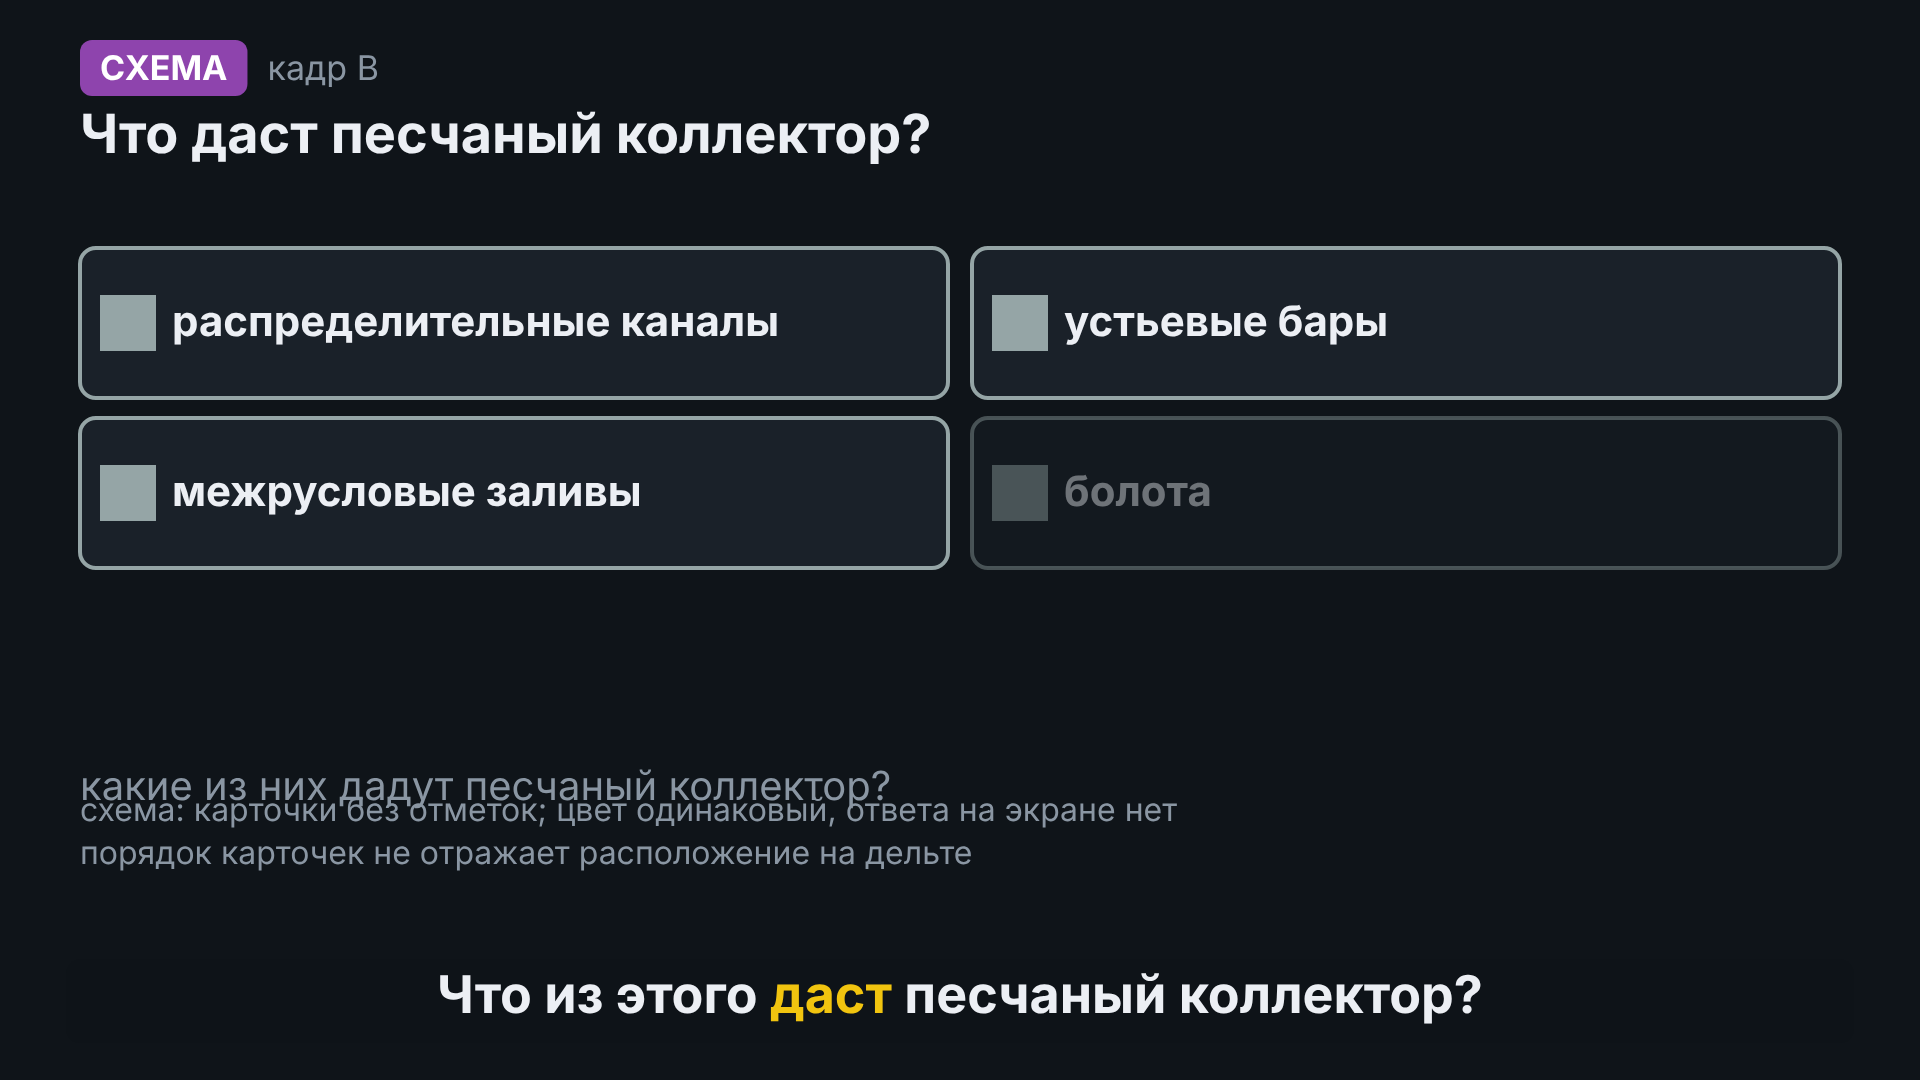 СХЕМА кадр В
Что даст песчаный коллектор?
распределительные каналы
устьевые бары
межрусловые заливы
болота
какие из них дадут песчаный коллектор?
схема: карточки без отметок; цвет одинаковый, ответа на экране нет
порядок карточек не отражает расположение на дельте
Что из этого даст песчаный коллектор?